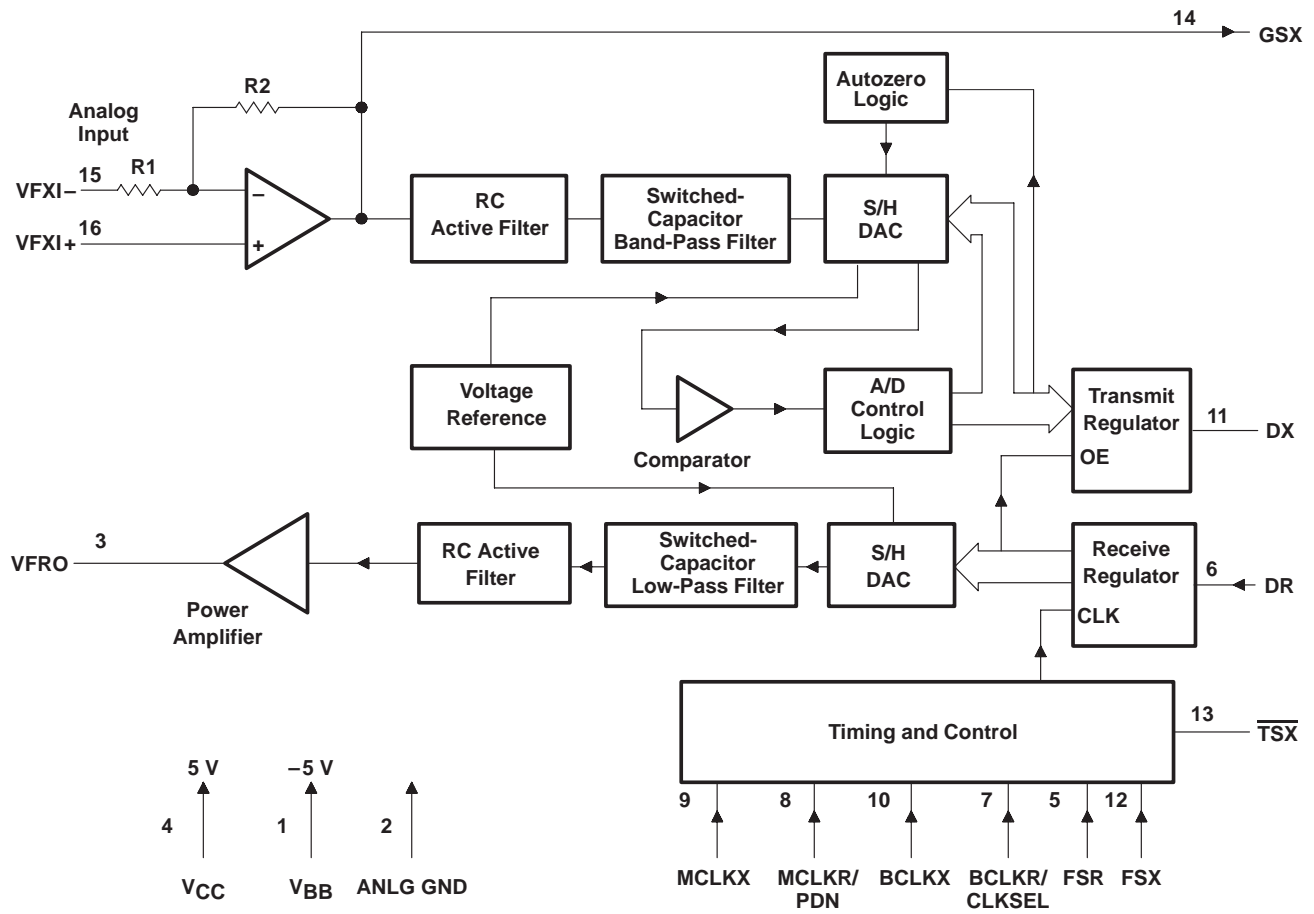 14
GSX
Autozero
Logic
R2
Analog
Input
15
R1
VFXI−
−
16
VFXI+
+
RC
Active Filter
Switched-
Capacitor
Band-Pass Filter
S/H
DAC
Voltage
Reference
A/D
Control
Logic
Comparator
Transmit
Regulator
OE
11
DX
3
VFRO
Power
Amplifier
RC Active
Filter
Switched-
Capacitor
Low-Pass Filter
S/H
DAC
Receive
Regulator
CLK
6
DR
Timing and Control
13
TSX
5 V
−5 V
4
1
2
VCC
VBB
ANLG GND
9
8
10
7
5
12
MCLKX
MCLKR/
PDN
BCLKX
BCLKR/
CLKSEL
FSR
FSX